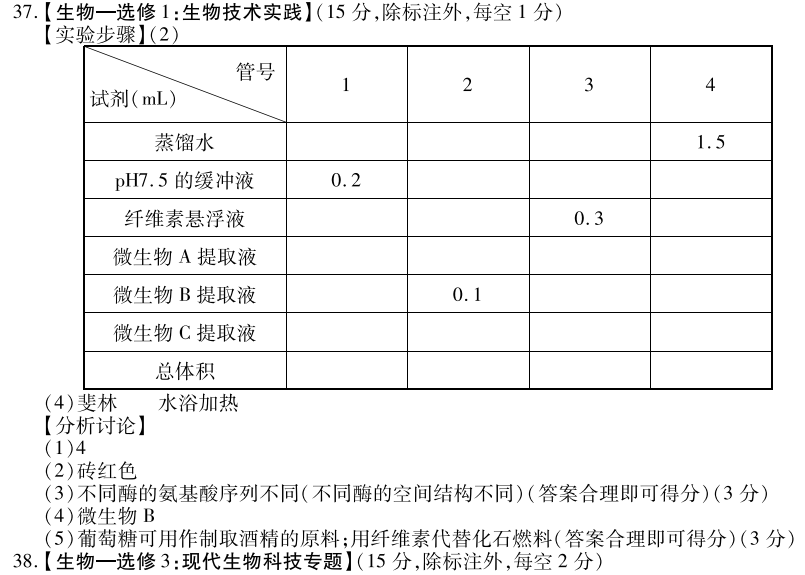 37.【生物—选修1:生物技术实践】(15分,除标注外,每空1分)
【实验步骤】(2)
管号
试剂(mL)
1 2 3 4
蒸馏水 1.5
pH7.5的缓冲液 0.2
纤维素悬浮液 0.3
微生物A提取液
微生物B提取液 0.1
微生物C提取液
总体积
(4)斐林 水浴加热
【分析讨论】
(1)4
(2)砖红色
(3)不同酶的氨基酸序列不同(不同酶的空间结构不同)(答案合理即可得分)(3分)
(4)微生物B
(5)葡萄糖可用作制取酒精的原料;用纤维素代替化石燃料(答案合理即可得分)(3分)
38.【生物—选修3:现代生物科技专题】(15分,除标注外,每空2分)